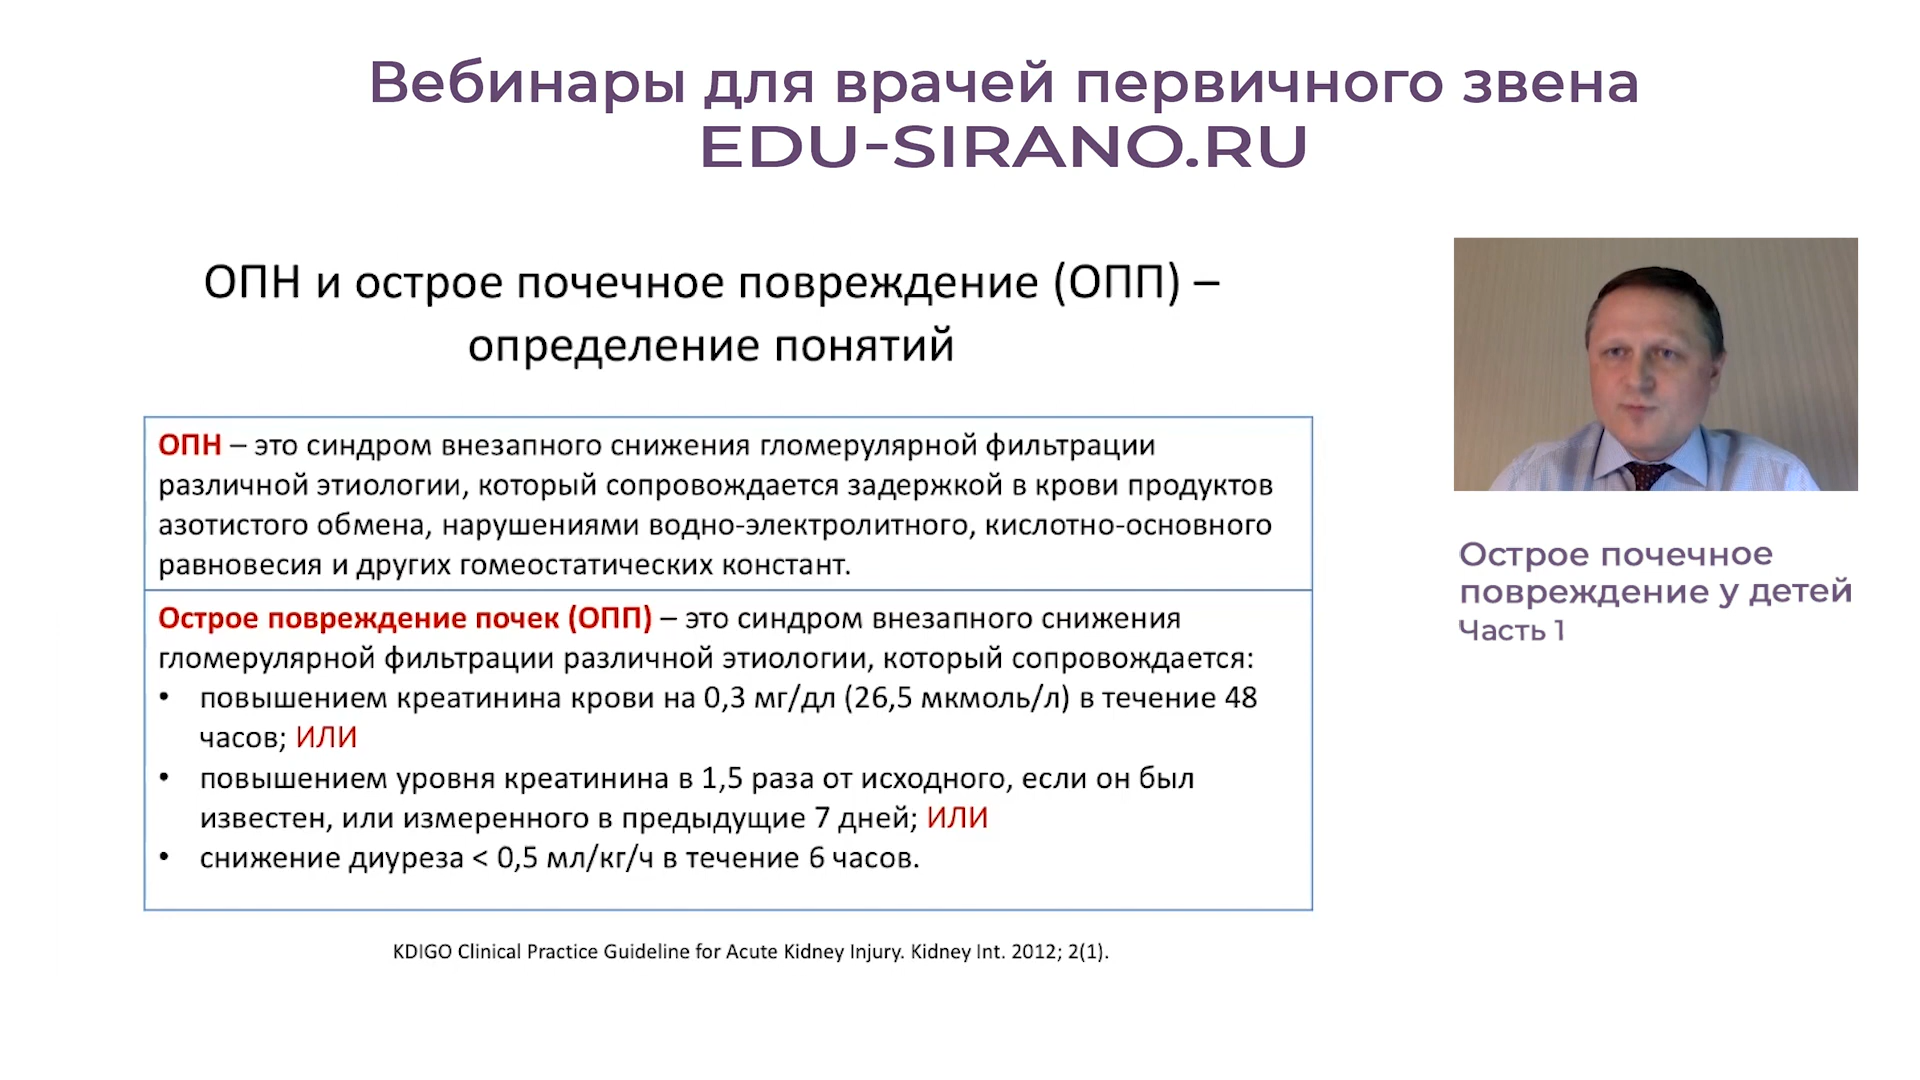 Вебинары для врачей первичного звена
EDU-SIRANO.RU
ОПН и острое почечное повреждение (ОПП) –
определение понятий
ОПН – это синдром внезапного снижения гломерулярной фильтрации
различной этиологии, который сопровождается задержкой в крови продуктов
азотистого обмена, нарушениями водно-электролитного, кислотно-основного
равновесия и других гомеостатических констант.
Острое повреждение почек (ОПП) – это синдром внезапного снижения
гломерулярной фильтрации различной этиологии, который сопровождается:
• повышением креатинина крови на 0,3 мг/дл (26,5 мкмоль/л) в течение 48
часов; ИЛИ
• повышением уровня креатинина в 1,5 раза от исходного, если он был
известен, или измеренного в предыдущие 7 дней; ИЛИ
• снижение диуреза < 0,5 мл/кг/ч в течение 6 часов.
KDIGO Clinical Practice Guideline for Acute Kidney Injury. Kidney Int. 2012; 2(1).
Острое почечное
повреждение у детей
Часть 1